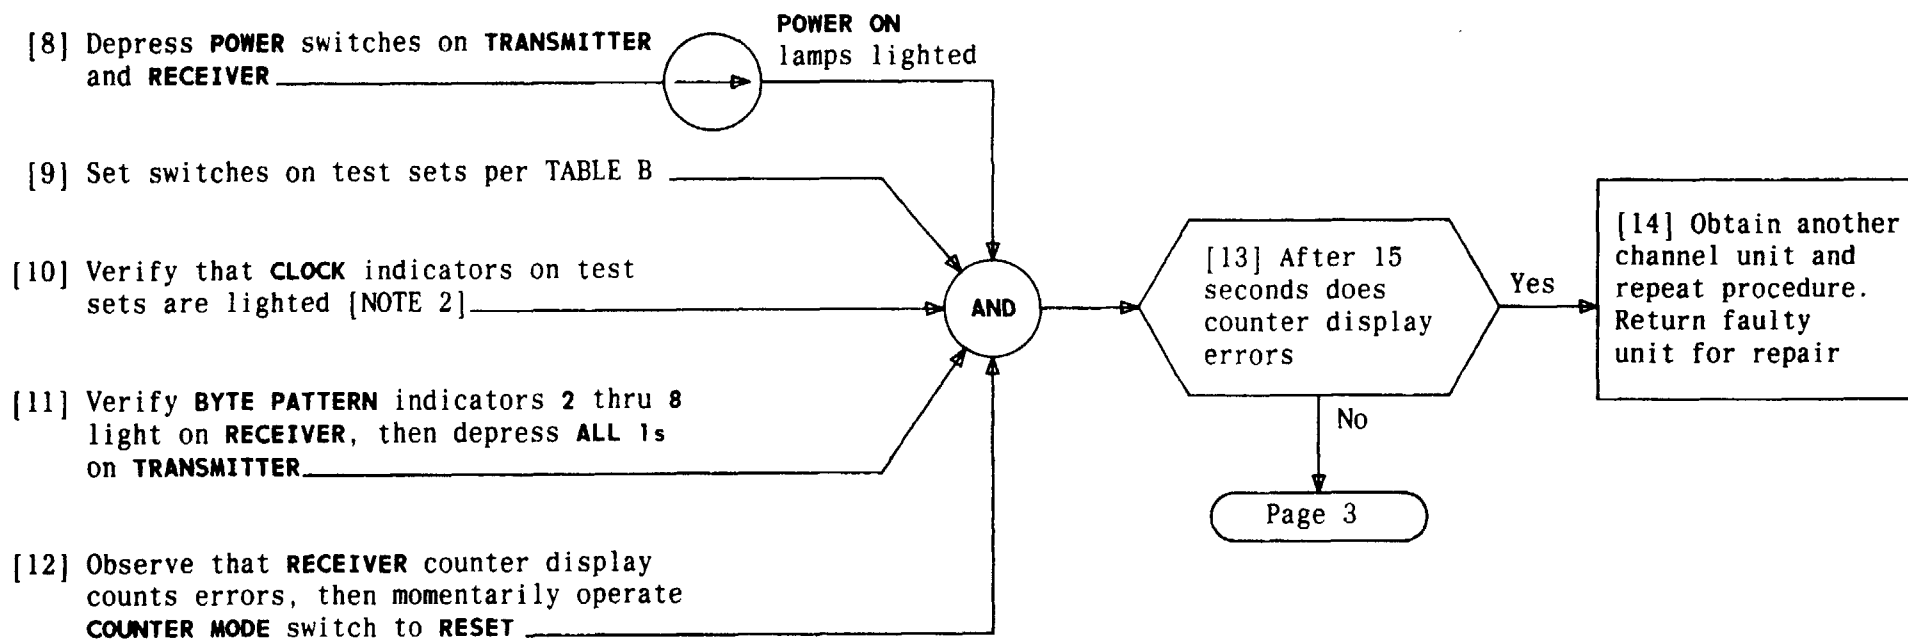 [8] Depress POWER switches on TRANSMITTER
and RECEIVER
POWER ON
lamps lighted
[9] Set switches on test sets per TABLE B
[10] Verify that CLOCK indicators on test
sets are lighted [NOTE 2]
[11] Verify BYTE PATTERN indicators 2 thru 8
light on RECEIVER, then depress ALL 1s
on TRANSMITTER
[12] Observe that RECEIVER counter display
counts errors, then momentarily operate
COUNTER MODE switch to RESET
AND
[13] After 15
seconds does
counter display
errors
Yes
No
[14] Obtain another
channel unit and
repeat procedure.
Return faulty
unit for repair
Page 3